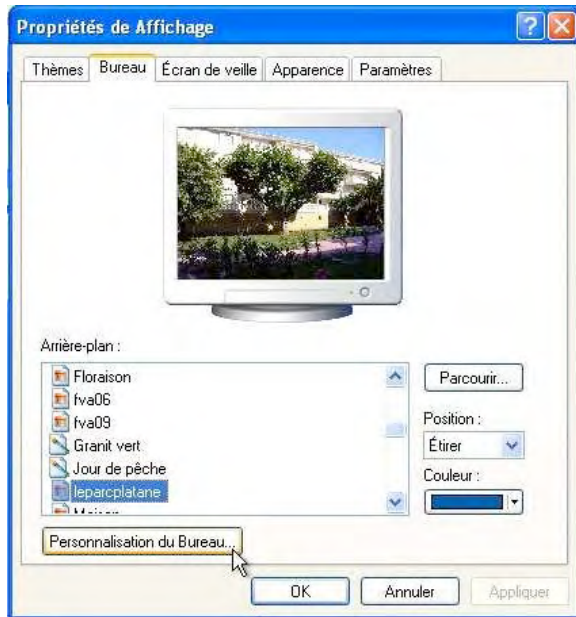 Propriétés de Affichage
Thèmes Bureau Écran de veille Apparence Paramètres
Arrière-plan :
Floraison
fva06
fva09
Granit vert
Jour de pêche
leparcplatane
Maison
Parcourir...
Position :
Étirer
Couleur :
Personnalisation du Bureau...
OK Annuler Appliquer